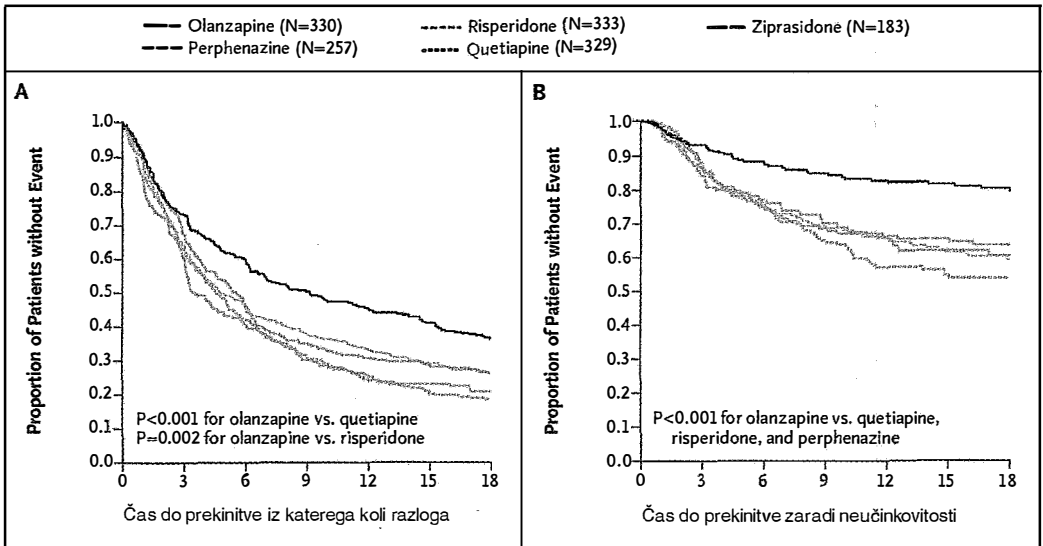 Olanzapine (N=330)
Risperidone (N=333)
Ziprasidone (N=183)
Perphenazine (N=257)
Quetiapine (N=329)
A
Proportion of Patients without Event
1.0
0.9
0.8
0.7
0.6
0.5
0.4
0.3
0.2
0.1
0.0
P<0.001 for olanzapine vs. quetiapine
P=0.002 for olanzapine vs. risperidone
0 3 6 9 12 15 18
Čas do prekinitve iz katerega koli razloga
B
Proportion of Patients without Event
1.0
0.9
0.8
0.7
0.6
0.5
0.4
0.3
0.2
0.1
0.0
P<0.001 for olanzapine vs. quetiapine,
risperidone, and perphenazine
0 3 6 9 12 15 18
Čas do prekinitve zaradi neučinkovitosti